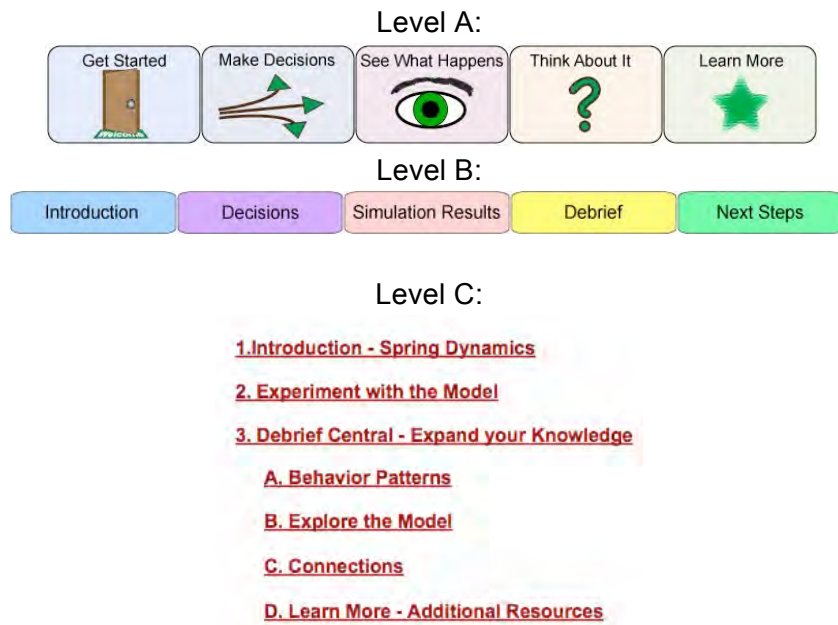 Level A:
Get Started
Make Decisions
See What Happens
Think About It
Learn More
Welcome
Level B:
Introduction
Decisions
Simulation Results
Debrief
Next Steps
Level C:
1.Introduction - Spring Dynamics
2. Experiment with the Model
3. Debrief Central - Expand your Knowledge
A. Behavior Patterns
B. Explore the Model
C. Connections
D. Learn More - Additional Resources